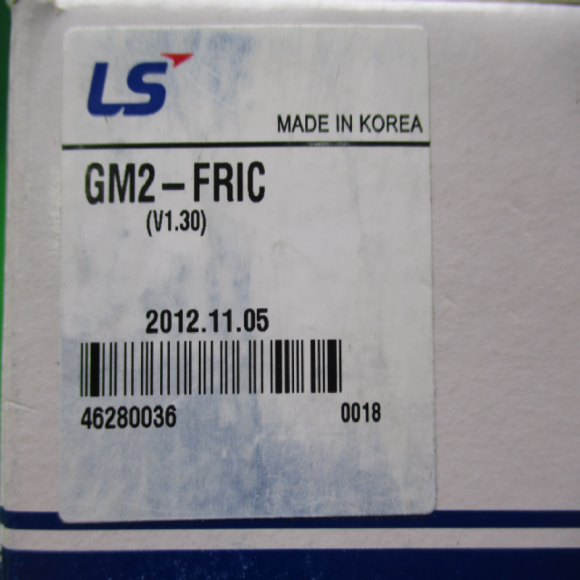 LS
MADE IN KOREA
GM2-FRIC
(V1.30)
2012.11.05
46280036 0018